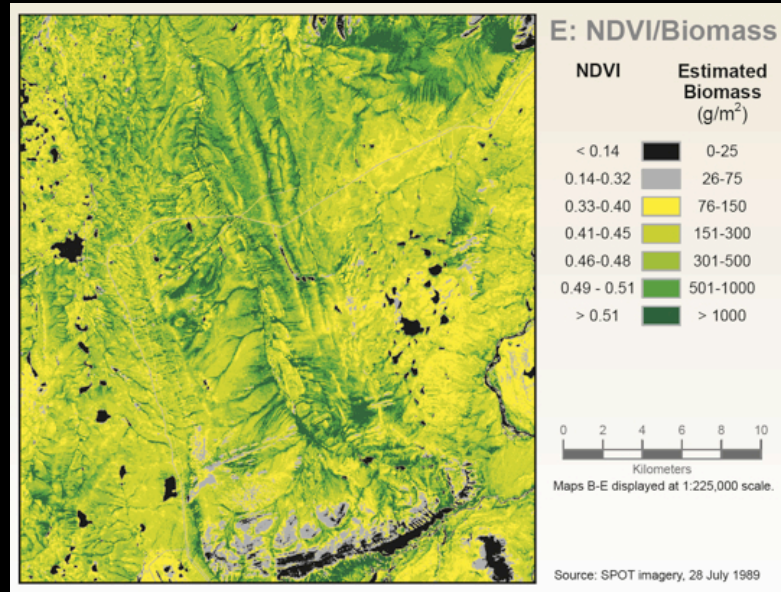 E: NDVI/Biomass
NDVI Estimated
Biomass
(g/m²)
< 0.14 0-25
0.14-0.32 26-75
0.33-0.40 76-150
0.41-0.45 151-300
0.46-0.48 301-500
0.49 - 0.51 501-1000
> 0.51 > 1000
0 2 4 6 8 10
Kilometers
Maps B-E displayed at 1:225,000 scale.
Source: SPOT imagery, 28 July 1989